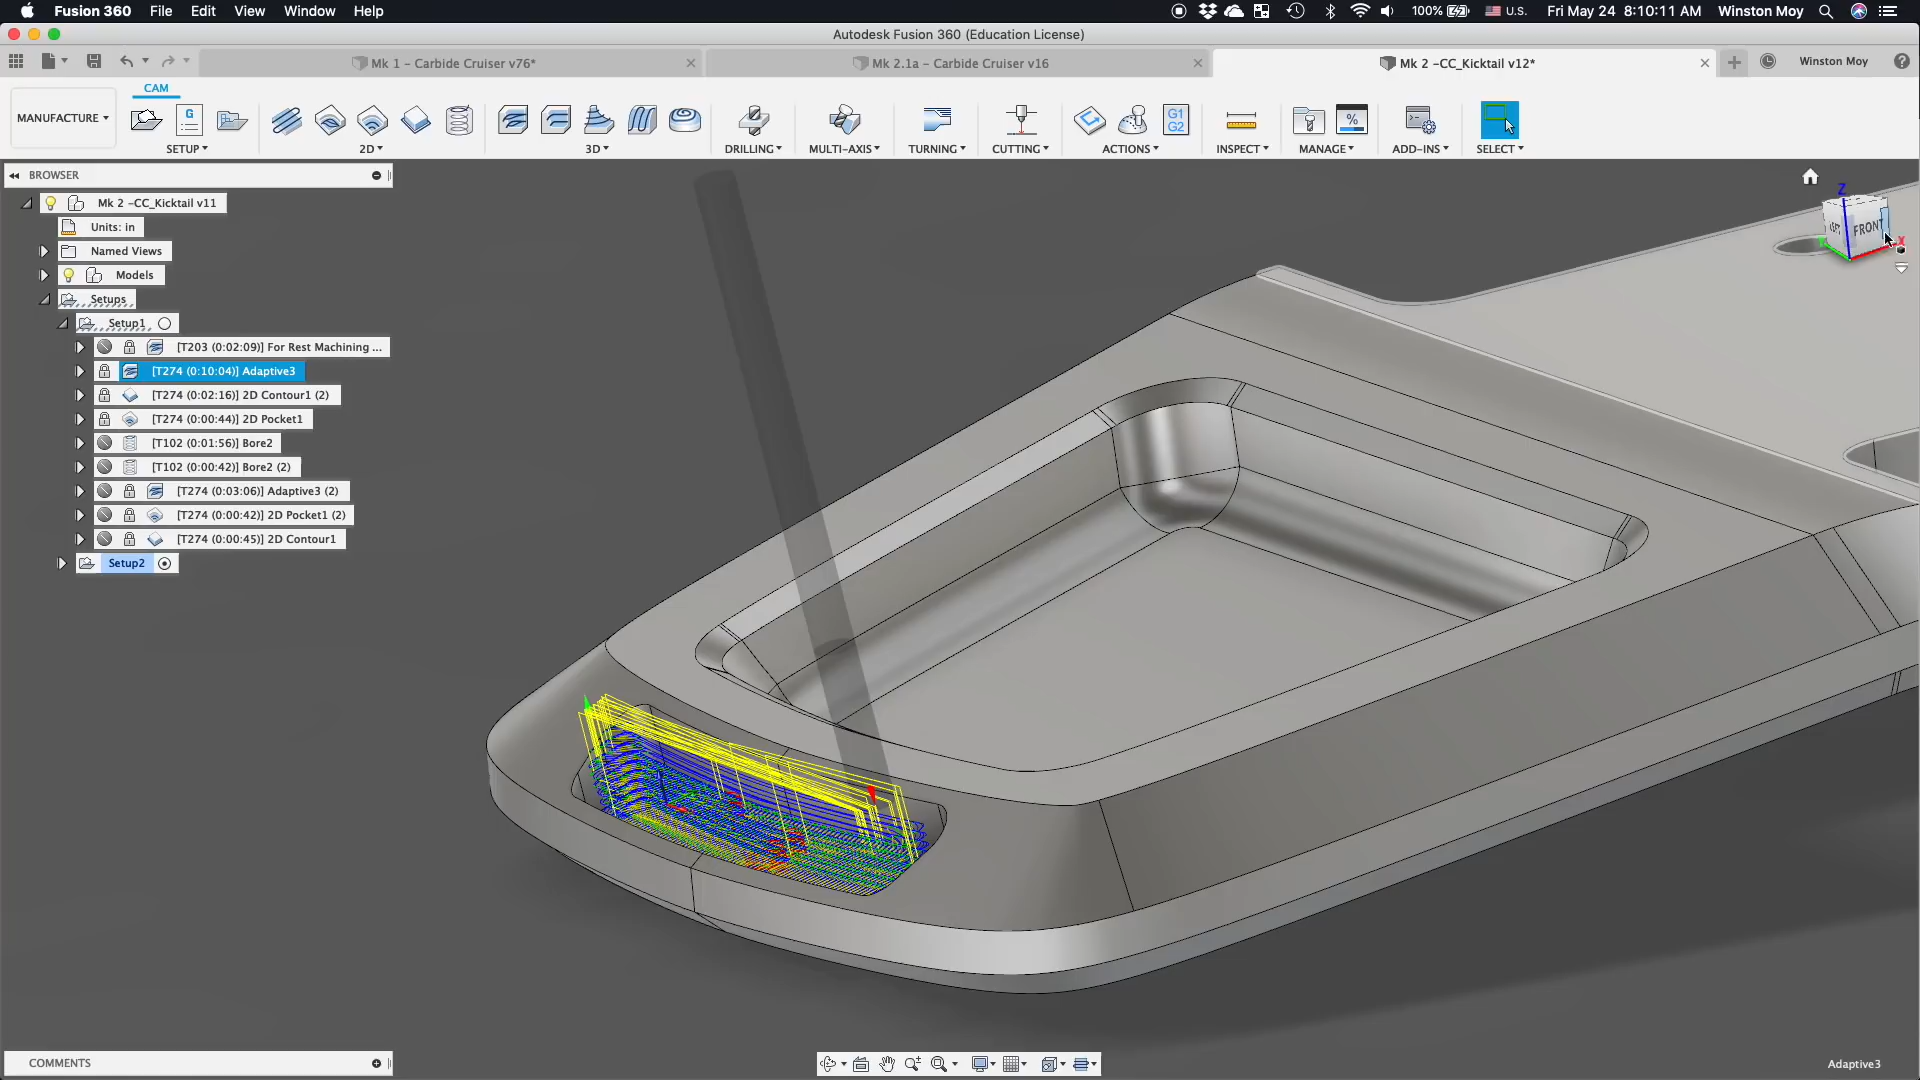 Fusion 360 File Edit View Window Help 100% U.S. Fri May 24 8:10:11 AM Winston Moy
Autodesk Fusion 360 (Education License)
Mk 1 - Carbide Cruiser v76* Mk 2.1a - Carbide Cruiser v16 Mk 2 -CC_Kicktail v12* Winston Moy
CAM
MANUFACTURE
G G1 G2 %
SETUP 2D 3D DRILLING MULTI-AXIS TURNING CUTTING ACTIONS INSPECT MANAGE ADD-INS SELECT
BROWSER
Mk 2 -CC_Kicktail v11
Units: in
Named Views
Models
Setups
Setup1
[T203 (0:02:09)] For Rest Machining ...
[T274 (0:10:04)] Adaptive3
[T274 (0:02:16)] 2D Contour1 (2)
[T274 (0:00:44)] 2D Pocket1
[T102 (0:01:56)] Bore2
[T102 (0:00:42)] Bore2 (2)
[T274 (0:03:06)] Adaptive3 (2)
[T274 (0:00:42)] 2D Pocket1 (2)
[T274 (0:00:45)] 2D Contour1
Setup2
Z
LEFT FRONT
X
COMMENTS
Adaptive3